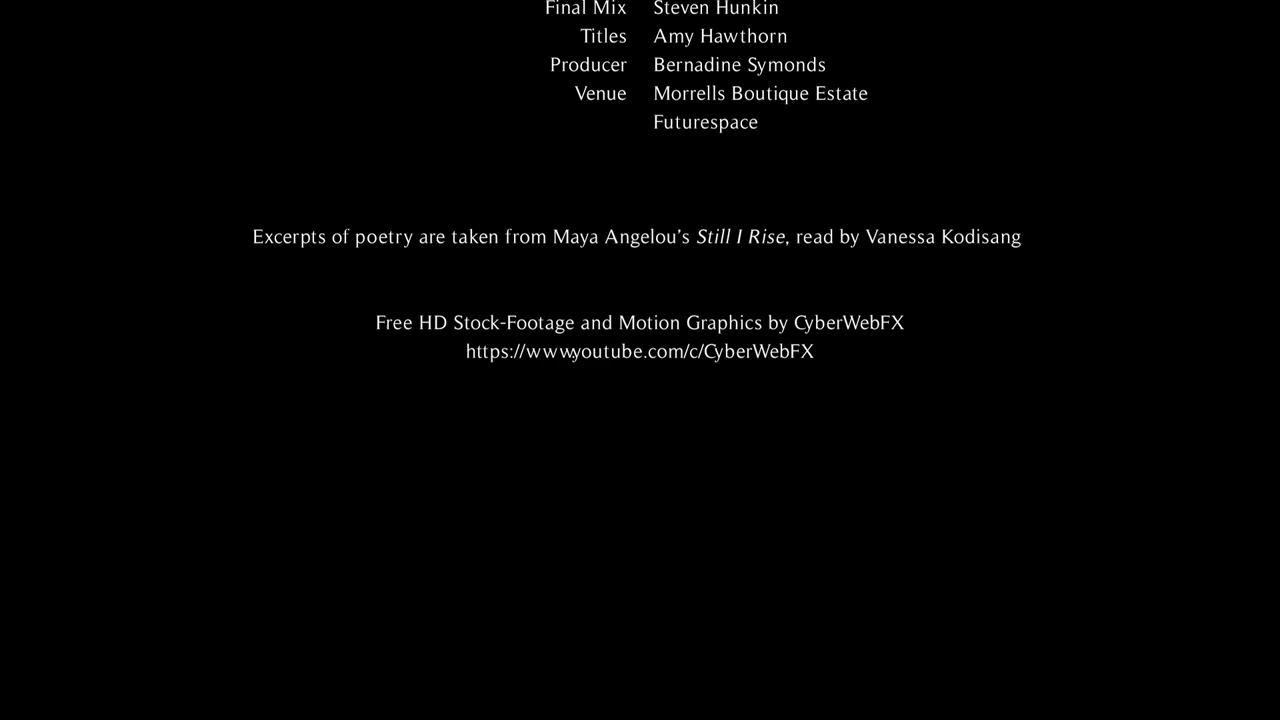 Final Mix Steven Hunkin
Titles Amy Hawthorn
Producer Bernadine Symonds
Venue Morrells Boutique Estate
Futurespace
Excerpts of poetry are taken from Maya Angelou’s Still I Rise, read by Vanessa Kodisang
Free HD Stock-Footage and Motion Graphics by CyberWebFX
https://www.youtube.com/c/CyberWebFX